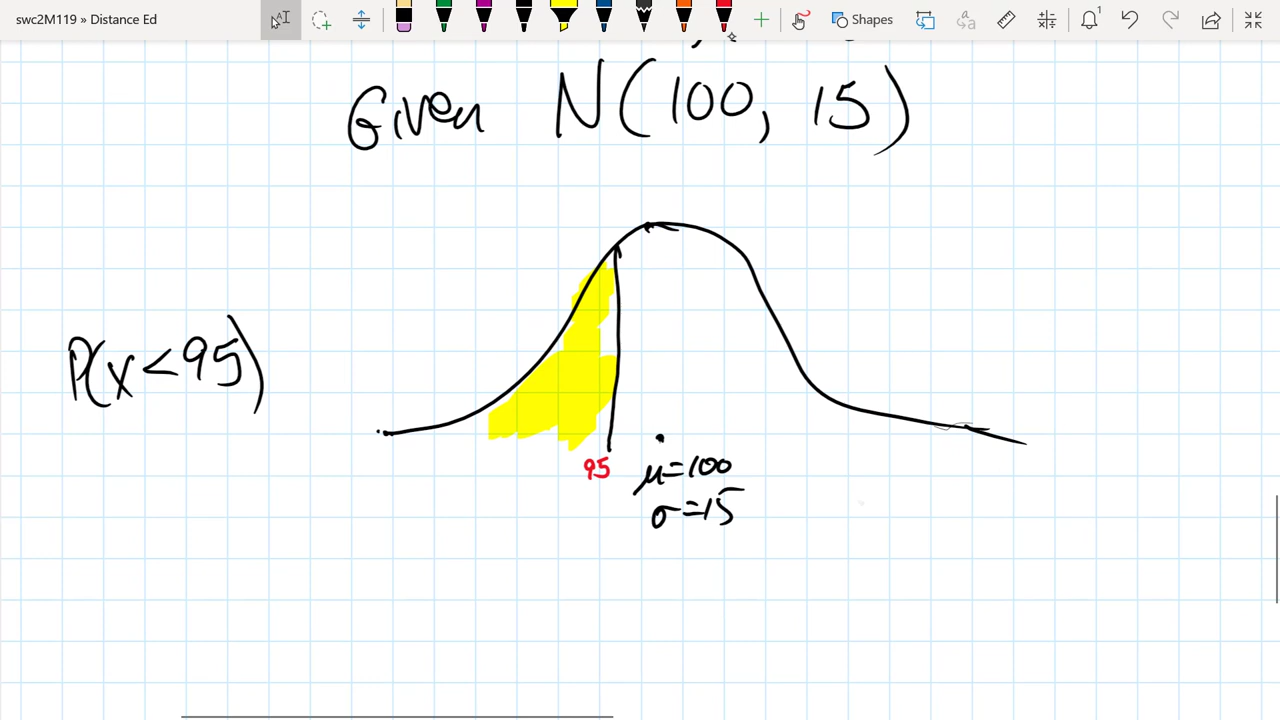 swc2M119 » Distance Ed
Shapes
Given N(100, 15)
P(x<95)
95
μ=100
σ=15